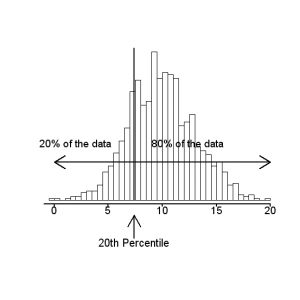 20% of the data 80% of the data
0 5 10 15 20
20th Percentile